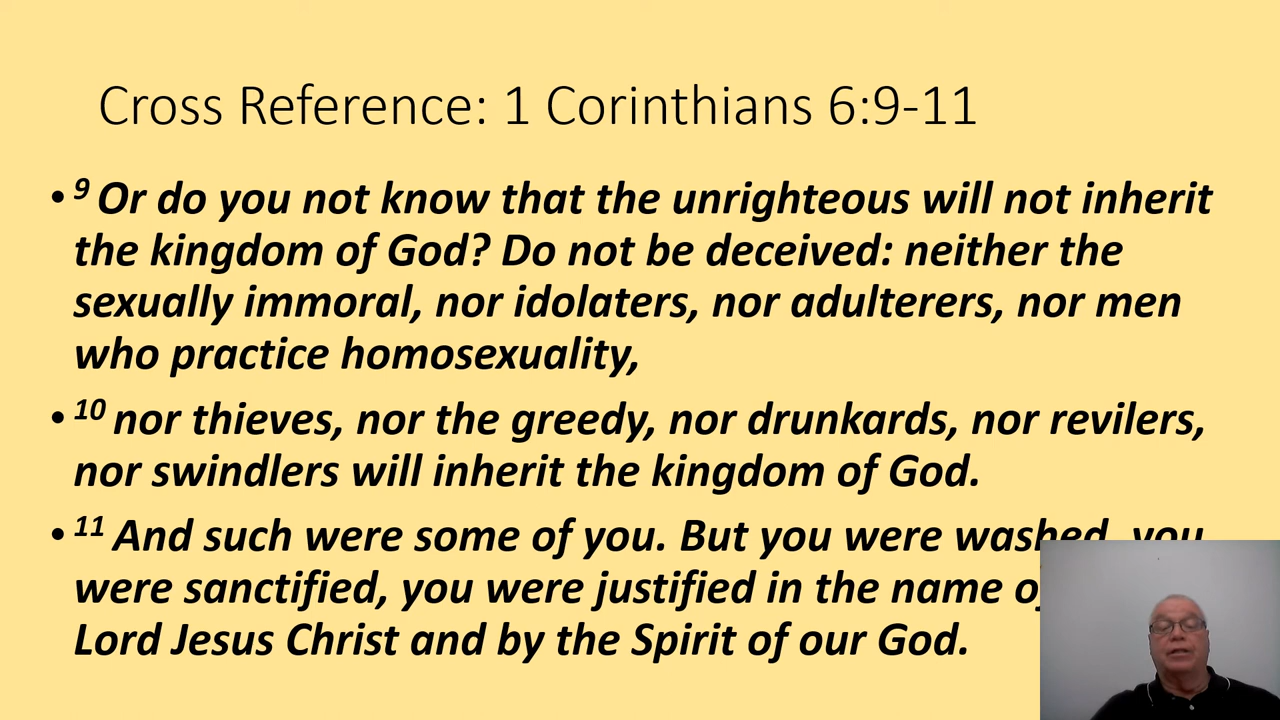 Cross Reference: 1 Corinthians 6:9-11
• 9 Or do you not know that the unrighteous will not inherit
the kingdom of God? Do not be deceived: neither the
sexually immoral, nor idolaters, nor adulterers, nor men
who practice homosexuality,
• 10 nor thieves, nor the greedy, nor drunkards, nor revilers,
nor swindlers will inherit the kingdom of God.
• 11 And such were some of you. But you were washed, you
were sanctified, you were justified in the name
Lord Jesus Christ and by the Spirit of our God.